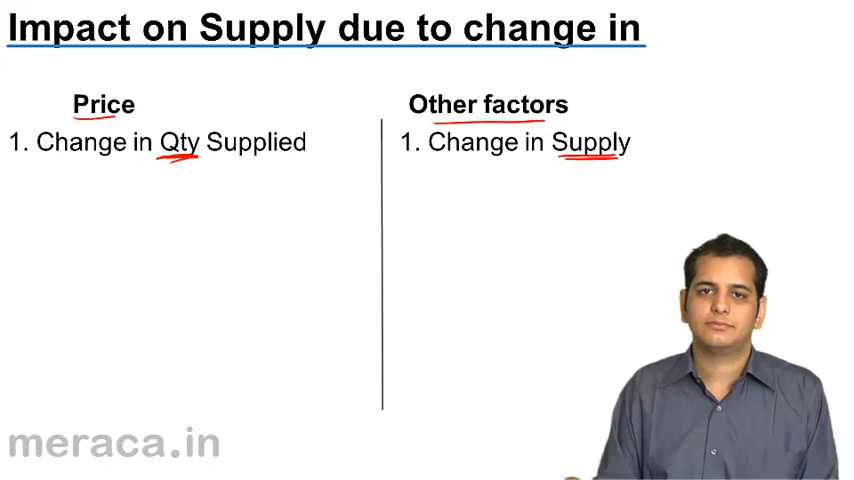 Impact on Supply due to change in
Price
Other factors
1. Change in Qty Supplied
1. Change in Supply
meraca.in